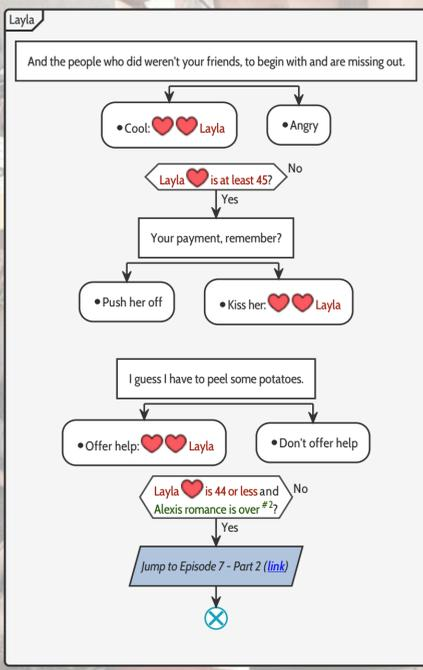 Layla
And the people who did weren't your friends, to begin with and are missing out.
•Cool: ❤❤ Layla
•Angry
Layla ❤ is at least 45?
No
Yes
Your payment, remember?
•Push her off
•Kiss her: ❤❤ Layla
I guess I have to peel some potatoes.
•Offer help: ❤❤ Layla
•Don't offer help
Layla ❤ is 44 or less and
Alexis romance is over #2?
No
Yes
Jump to Episode 7 - Part 2 (link)